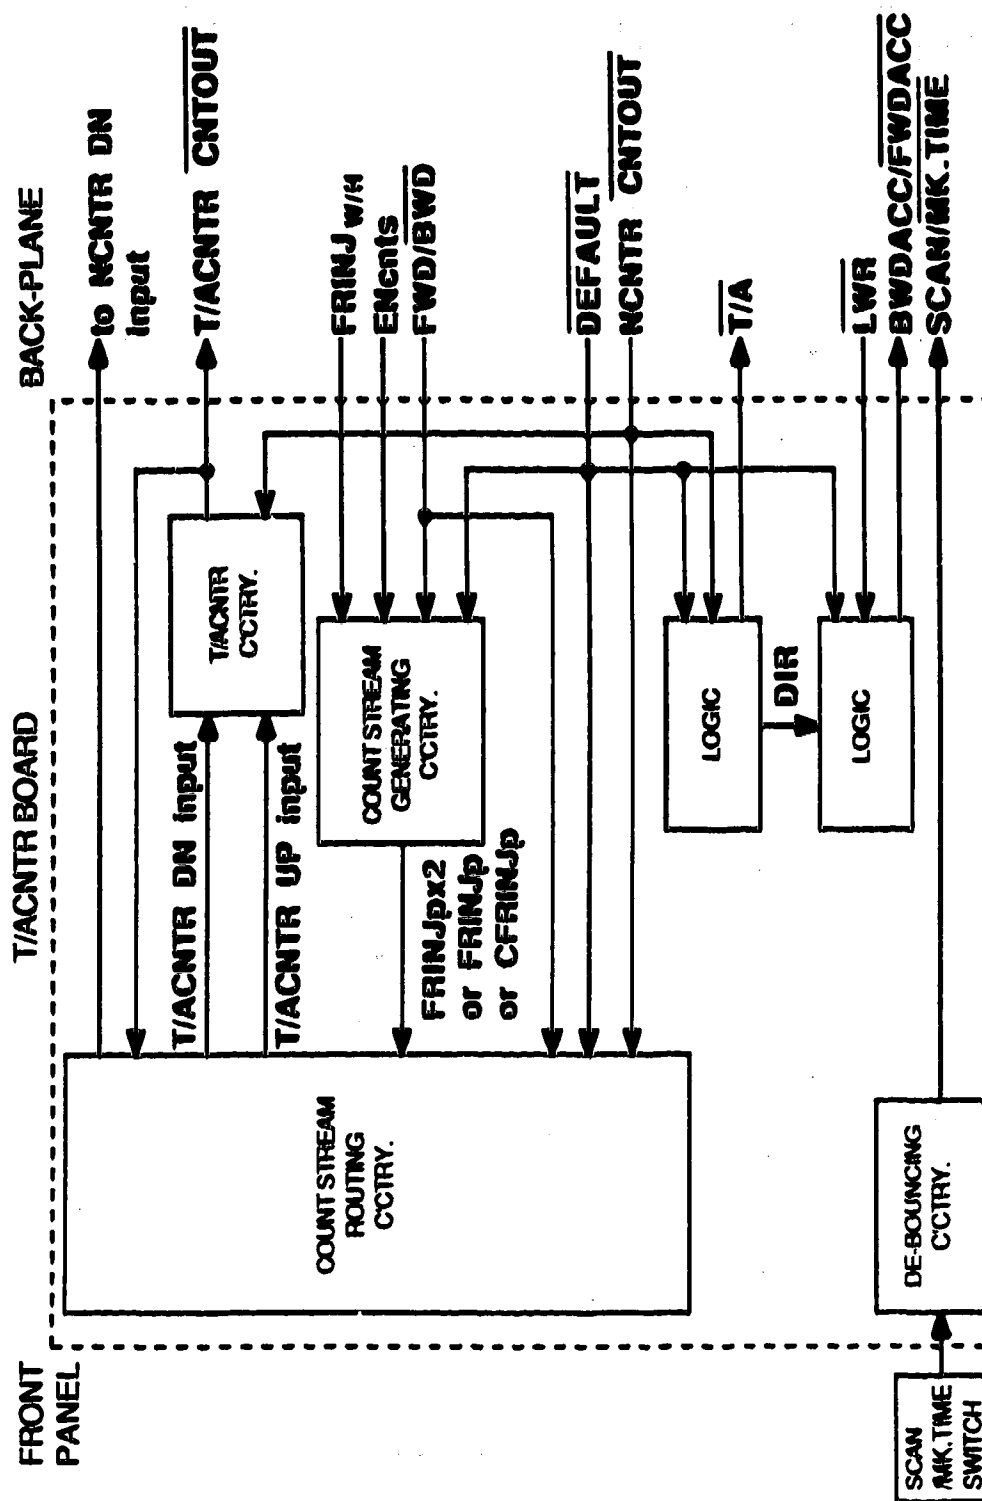 FRONT
PANEL
T/ACNTR BOARD
BACK-PLANE
to NCNTR DN
input
T/ACNTR CNTOUT
T/ACNTR
C'CTRY.
T/ACNTR DN input
T/ACNTR UP input
FRINJ w/H
ENcnts
FWD/BWD
COUNT STREAM
GENERATING
C'CTRY.
FRINJpx2
or FRINJp
or CFRINJp
COUNT STREAM
ROUTING
C'CTRY.
DEFAULT
NCNTR CNTOUT
T/A
LOGIC
DIR
LOGIC
LWR
BWDACC/FWDACC
SCAN/MK.TIME
DE-BOUNCING
C'CTRY.
SCAN
/MK.TIME
SWITCH